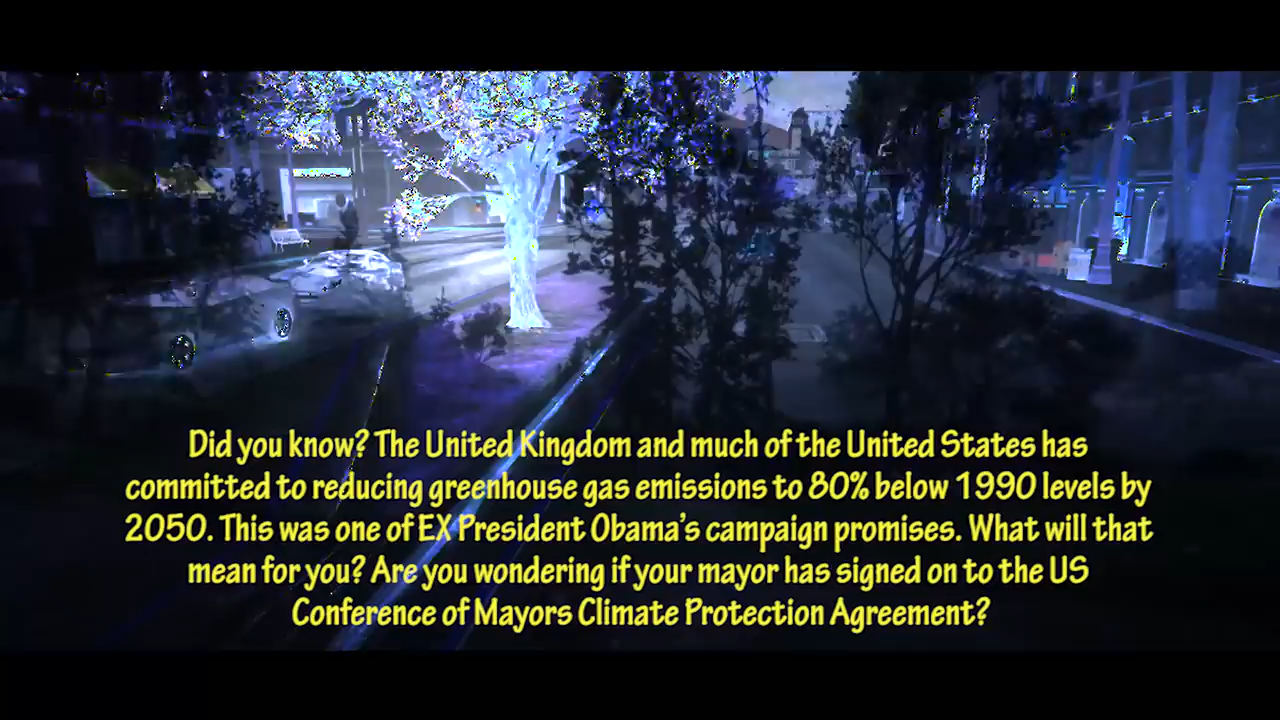 Did you know? The United Kingdom and much of the United States has
committed to reducing greenhouse gas emissions to 80% below 1990 levels by
2050. This was one of EX President Obama's campaign promises. What will that
mean for you? Are you wondering if your mayor has signed on to the US
Conference of Mayors Climate Protection Agreement?